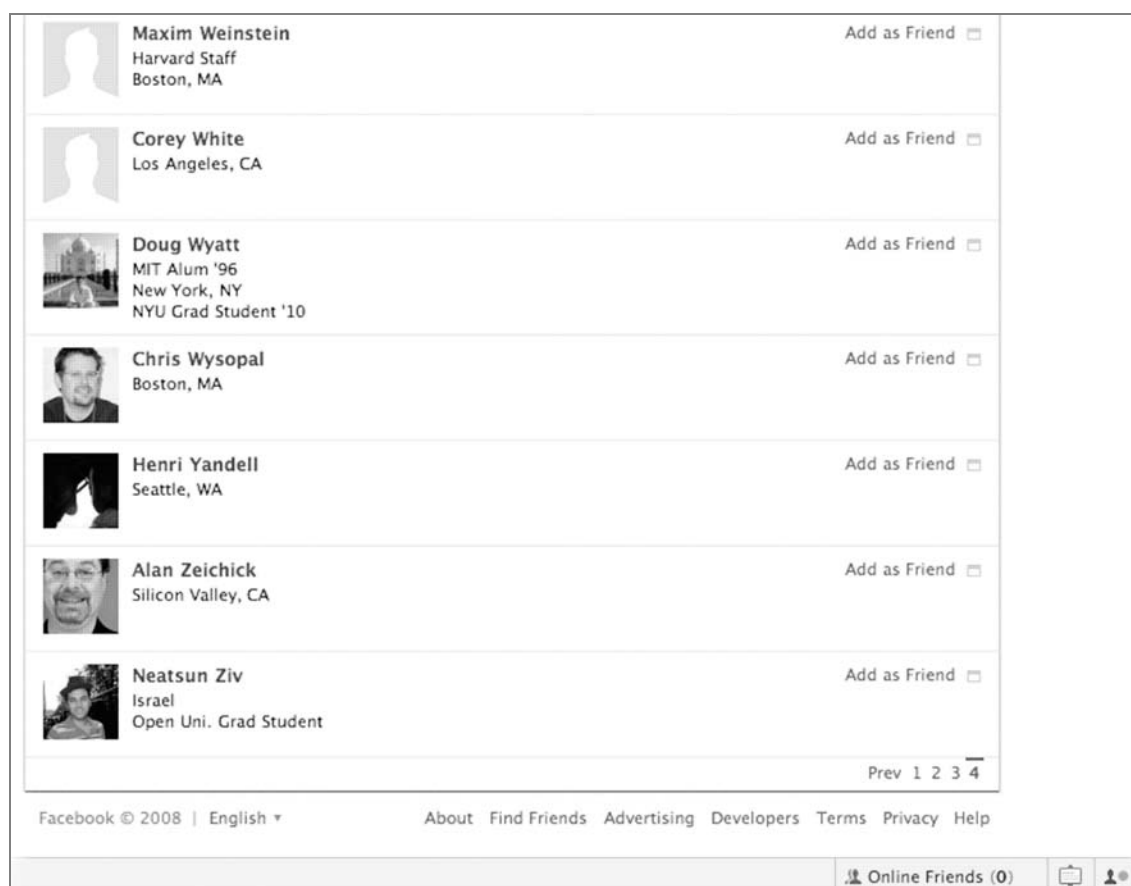 Maxim Weinstein
Add as Friend
Harvard Staff
Boston, MA
Corey White
Add as Friend
Los Angeles, CA
Doug Wyatt
Add as Friend
MIT Alum '96
New York, NY
NYU Grad Student '10
Chris Wysopal
Add as Friend
Boston, MA
Henri Yandell
Add as Friend
Seattle, WA
Alan Zeichick
Add as Friend
Silicon Valley, CA
Neatsun Ziv
Add as Friend
Israel
Open Uni. Grad Student
Prev 1 2 3 4
Facebook © 2008 | English ▾
About Find Friends Advertising Developers Terms Privacy Help
Online Friends (0)